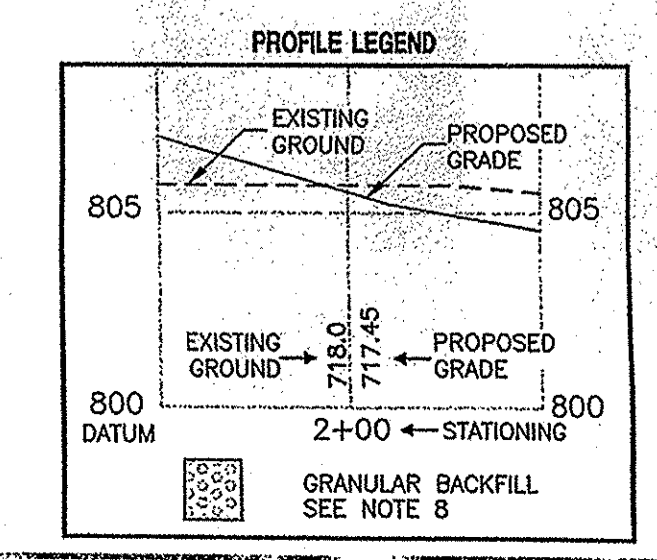 PROFILE LEGEND
EXISTING
GROUND
PROPOSED
GRADE
805
805
EXISTING
GROUND
718.0
717.45
PROPOSED
GRADE
800
DATUM
800
2+00
STATIONING
GRANULAR BACKFILL
SEE NOTE 8